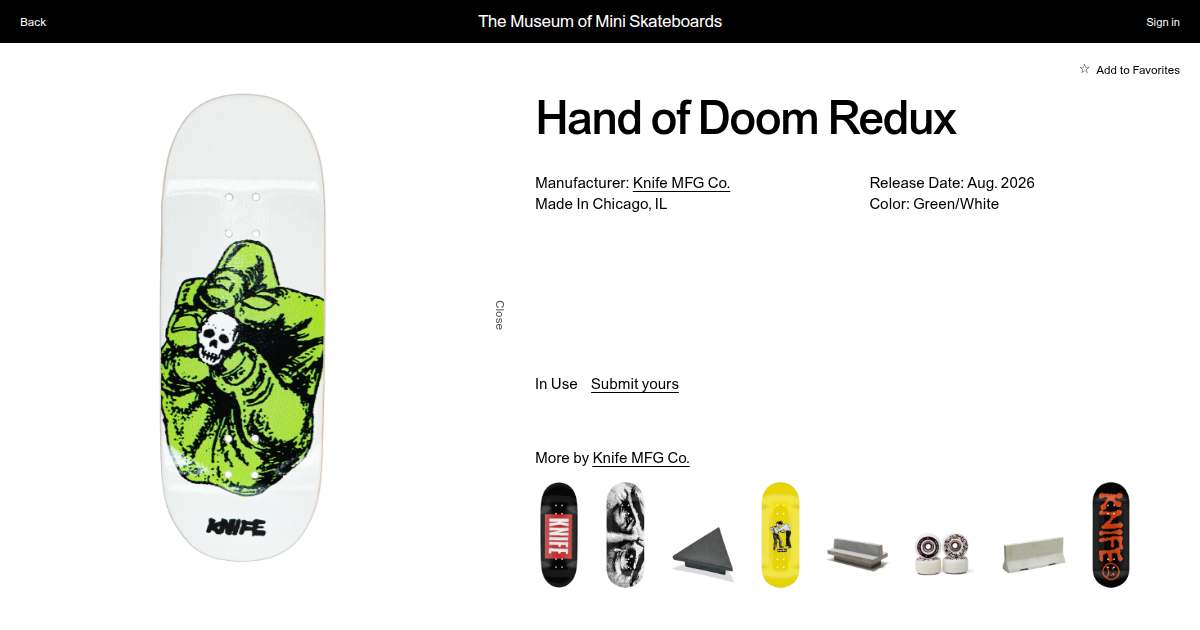 Back
The Museum of Mini Skateboards
Sign in
☆ Add to Favorites
Hand of Doom Redux
Manufacturer: Knife MFG Co.
Made In Chicago, IL
Release Date: Aug. 2026
Color: Green/White
Close
KNIFE
In Use Submit yours
More by Knife MFG Co.
KNIFE
KNIFE